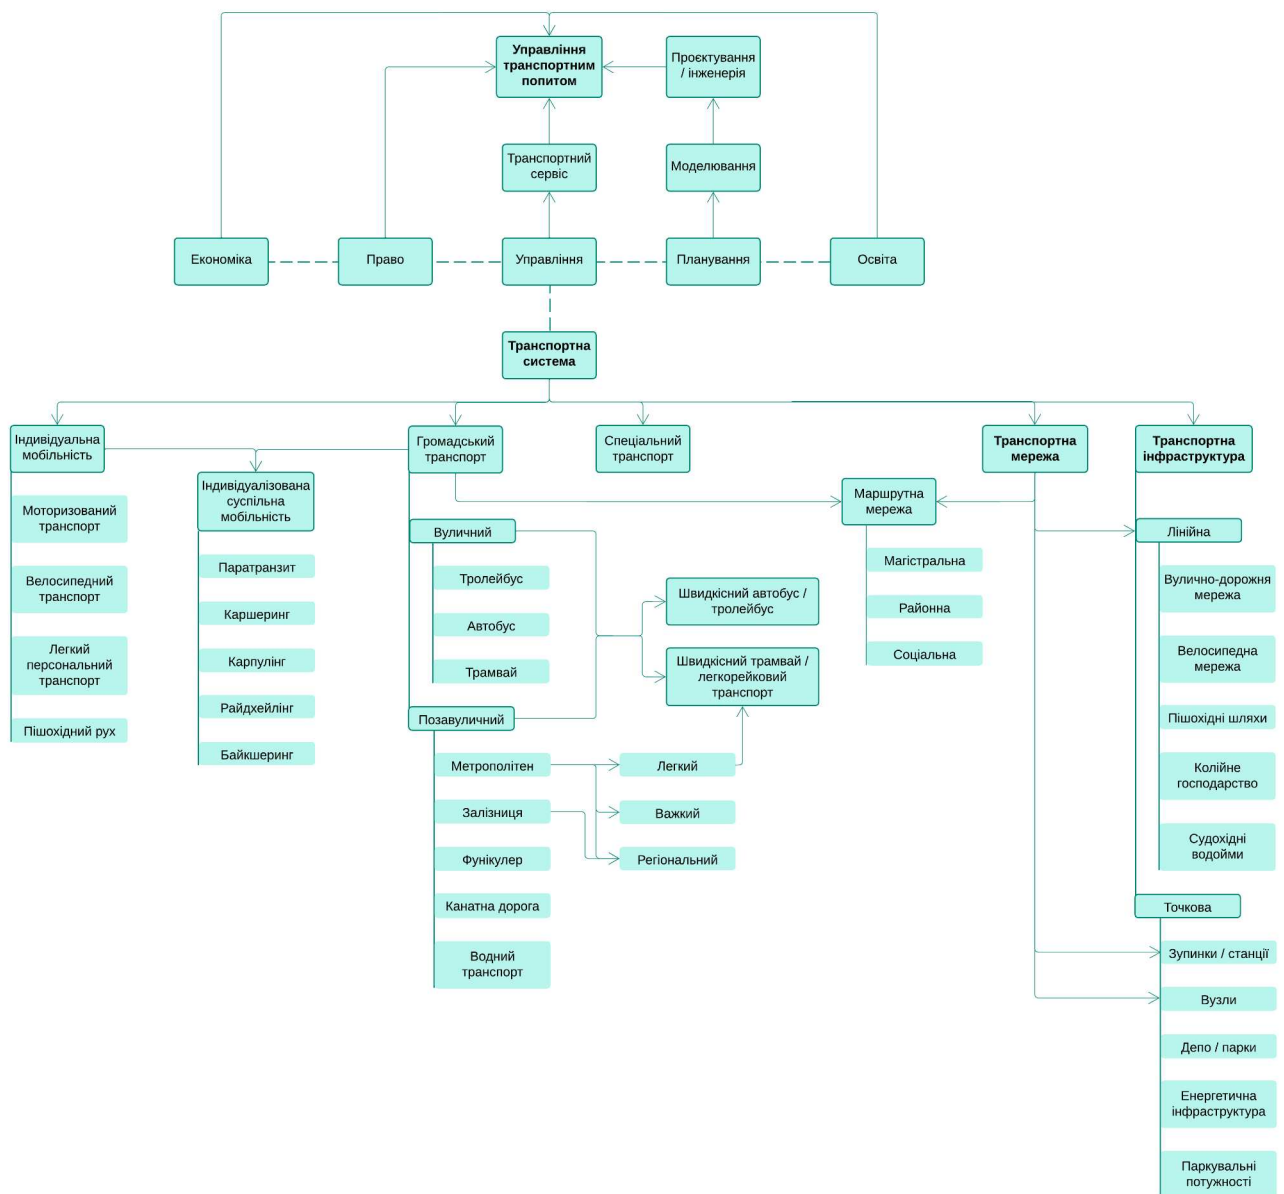 Управління
транспортним
попитом
Проєктування
/ інженерія
Транспортний
сервіс
Моделювання
Економіка
Право
Управління
Планування
Освіта
Транспортна
система
Індивідуальна
мобільність
Громадський
транспорт
Спеціальний
транспорт
Транспортна
мережа
Транспортна
інфраструктура
Індивідуалізована
суспільна
мобільність
Маршрутна
мережа
Моторизований
транспорт
Велосипедний
транспорт
Легкий
персональний
транспорт
Пішохідний рух
Паратранзит
Каршеринг
Карпулінг
Райдхейлінг
Байкшеринг
Вуличний
Тролейбус
Автобус
Трамвай
Позавуличний
Метрополітен
Залізниця
Фунікулер
Канатна дорога
Водний
транспорт
Швидкісний автобус /
тролейбус
Швидкісний трамвай /
легкорейковий
транспорт
Легкий
Важкий
Регіональний
Магістральна
Районна
Соціальна
Лінійна
Вулично-дорожня
мережа
Велосипедна
мережа
Пішохідні шляхи
Колійне
господарство
Судохідні
водойми
Точкова
Зупинки / станції
Вузли
Депо / парки
Енергетична
інфраструктура
Паркувальні
потужності